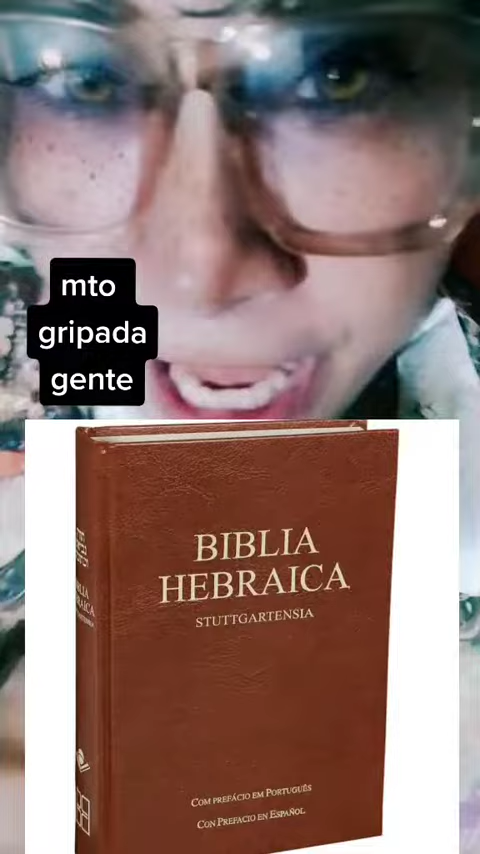 mto
gripada
gente
BIBLIA
HEBRAICA
STUTTGARTENSIA
COM PREFÁCIO EM PORTUGUÊS
CON PREFACIO EN ESPAÑOL